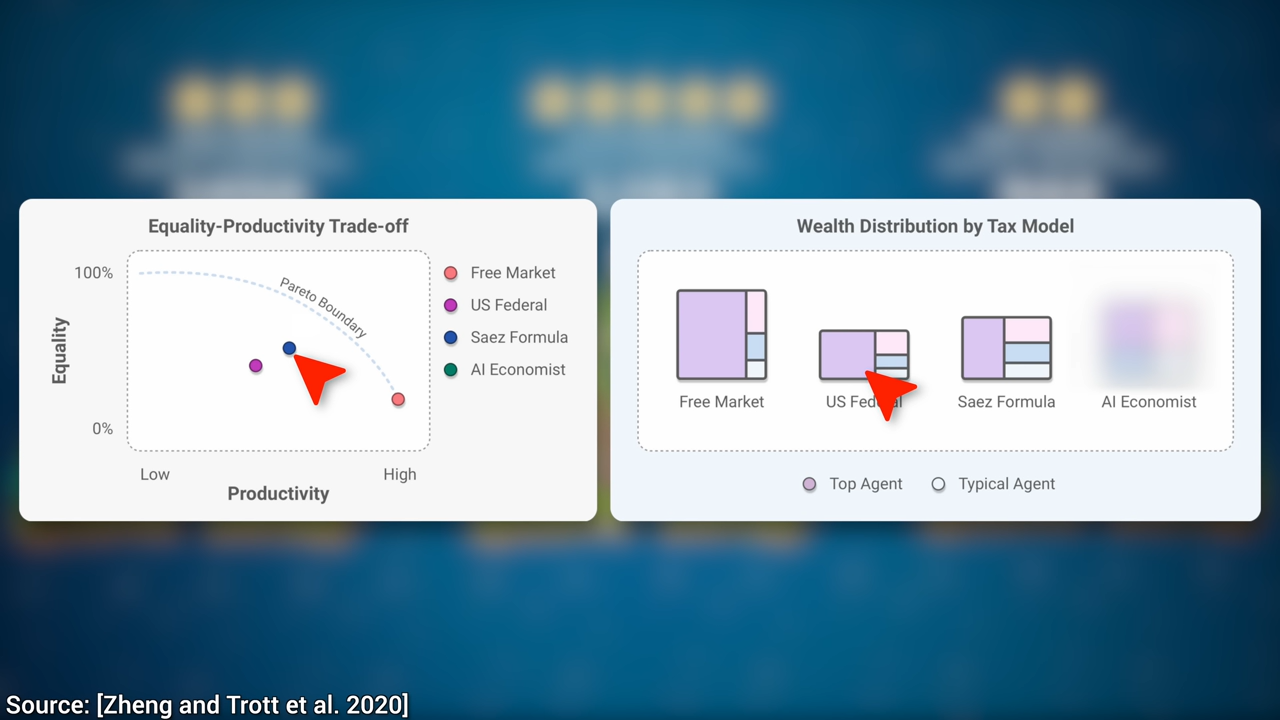 Equality-Productivity Trade-off
100%
0%
Equality
Pareto Boundary
Low
High
Productivity
Free Market
US Federal
Saez Formula
AI Economist
Wealth Distribution by Tax Model
Free Market
US Federal
Saez Formula
AI Economist
Top Agent
Typical Agent
Source: [Zheng and Trott et al. 2020]